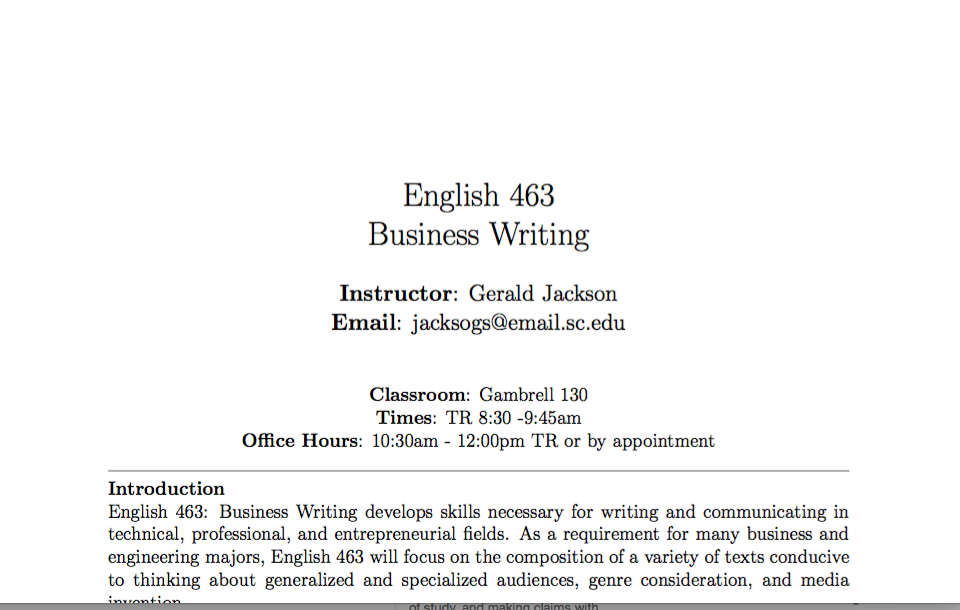 English 463
Business Writing
Instructor: Gerald Jackson
Email: jacksogs@email.sc.edu
Classroom: Gambrell 130
Times: TR 8:30 -9:45am
Office Hours: 10:30am - 12:00pm TR or by appointment
Introduction
English 463: Business Writing develops skills necessary for writing and communicating in
technical, professional, and entrepreneurial fields. As a requirement for many business and
engineering majors, English 463 will focus on the composition of a variety of texts conducive
to thinking about generalized and specialized audiences, genre consideration, and media
invention
of study, and making claims with